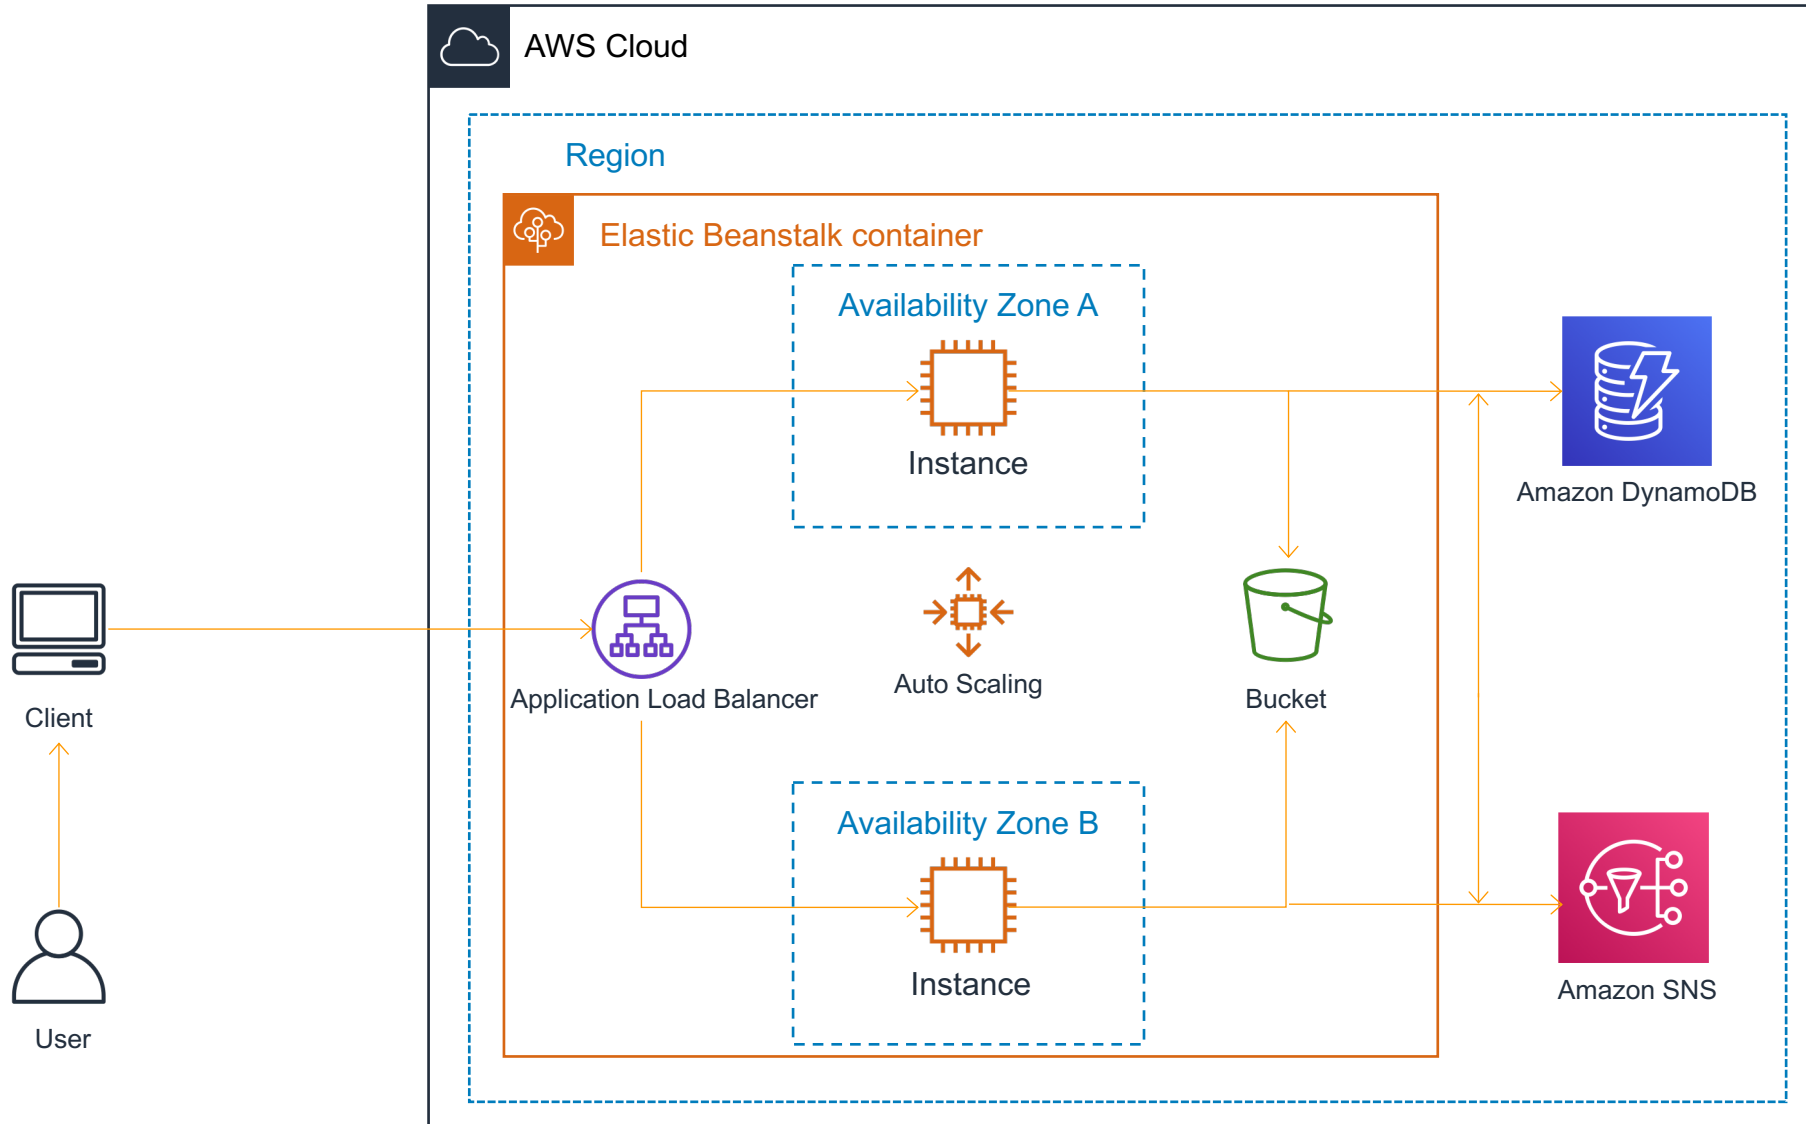 AWS Cloud
Region
Elastic Beanstalk container
Availability Zone A
Instance
Amazon DynamoDB
Application Load Balancer
Auto Scaling
Bucket
Client
Availability Zone B
Instance
Amazon SNS
User